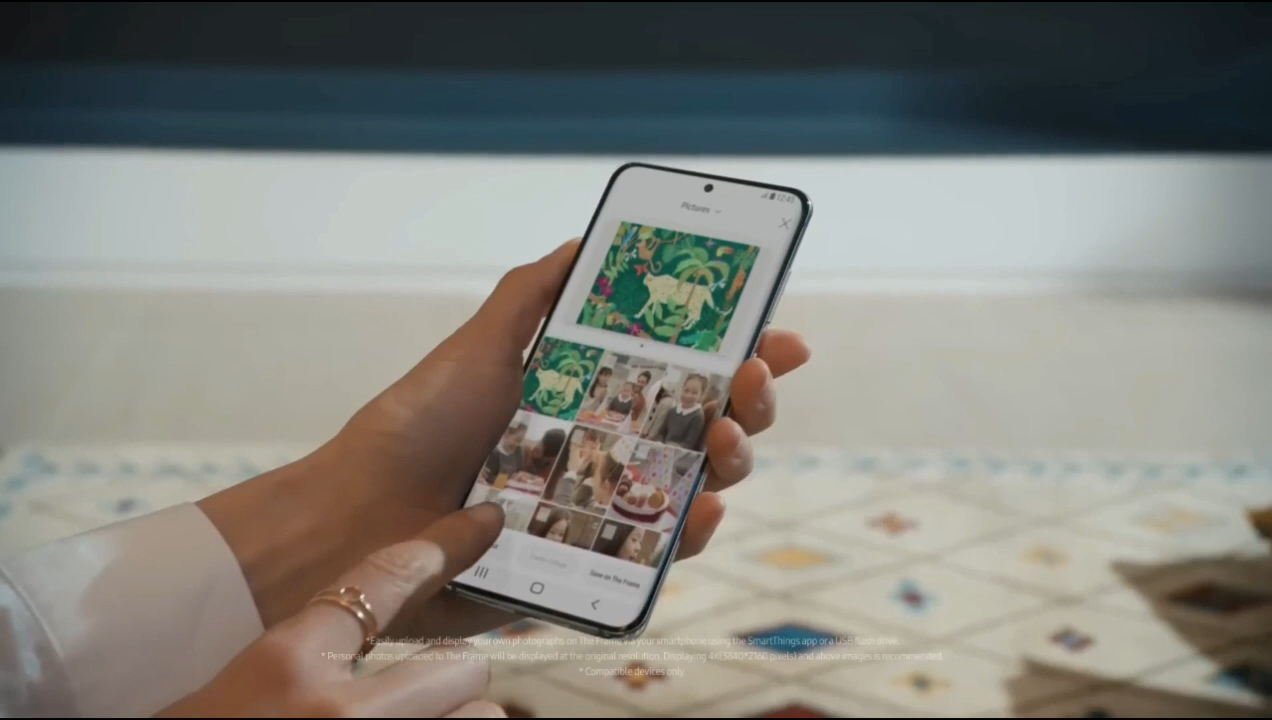 12:45
Pictures
Save on The Frame
*Easily upload and display your own photographs on The Frame via your smartphone using the SmartThings app or a USB flash drive.
* Personal photos uploaded to The Frame will be displayed at the original resolution. Displaying 4K(3840*2160 pixels) and above images is recommended.
* Compatible devices only